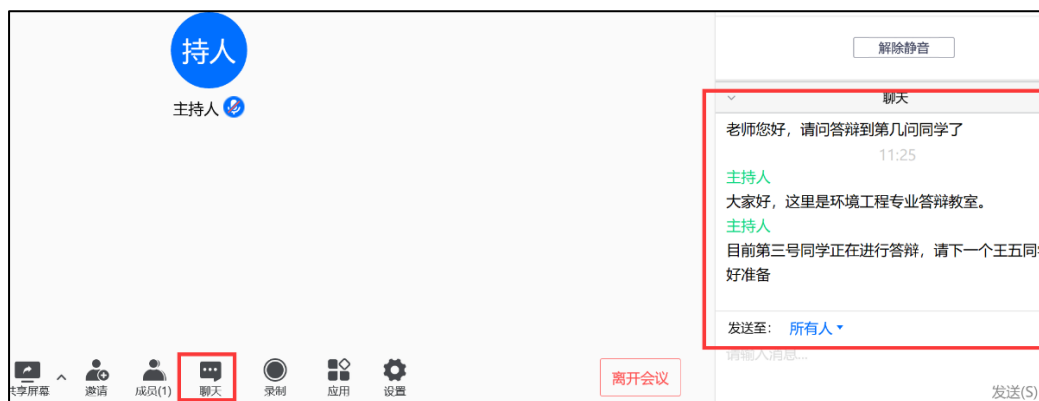 持人
主持人
解除静音
聊天
老师您好，请问答辩到第几问同学了
11:25
主持人
大家好，这里是环境工程专业答辩教室。
主持人
目前第三号同学正在进行答辩，请下一个王五同
好准备
发送至： 所有人
请输入消息...
享屏幕 邀请 成员(1) 聊天 录制 应用 设置 离开会议
发送(S)